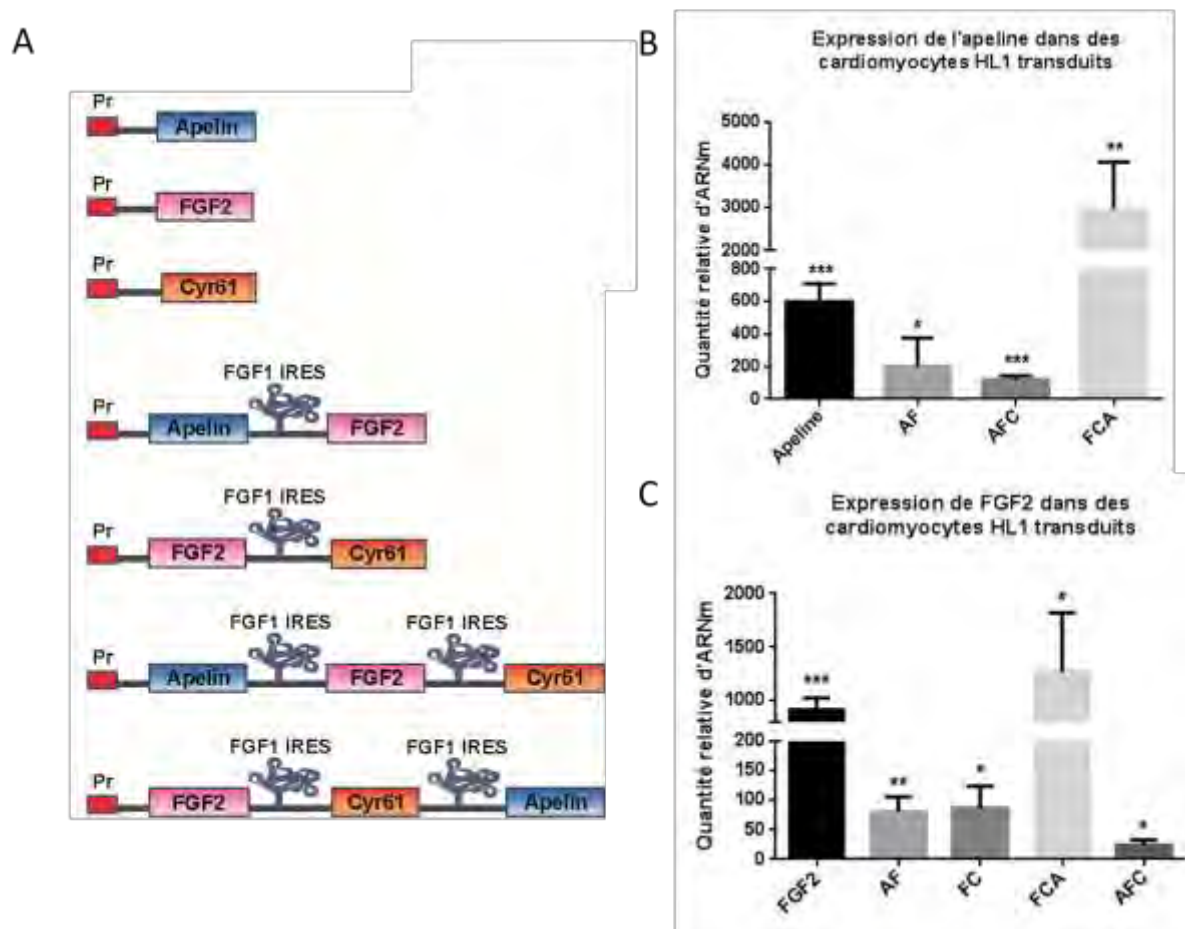 A
Pr
Apelin
Pr
FGF2
Pr
Cyr61
FGF1 IRES
Pr
Apelin FGF2
FGF1 IRES
Pr
FGF2 Cyr61
FGF1 IRES FGF1 IRES
Pr
Apelin FGF2 Cyr61
FGF1 IRES FGF1 IRES
Pr
FGF2 Cyr61 Apelin
B
Expression de l'apeline dans des
cardiomyocytes HL1 transduits
Quantité relative d'ARNm
5000
4000
3000
2000
800
600
400
200
0
***
#
***
**
Apeline
AF
AFC
FCA
C
Expression de FGF2 dans des
cardiomyocytes HL1 transduits
Quantité relative d'ARNm
2000
1500
1000
200
150
100
50
0
***
**
*
#
*
FGF2
AF
FC
FCA
AFC